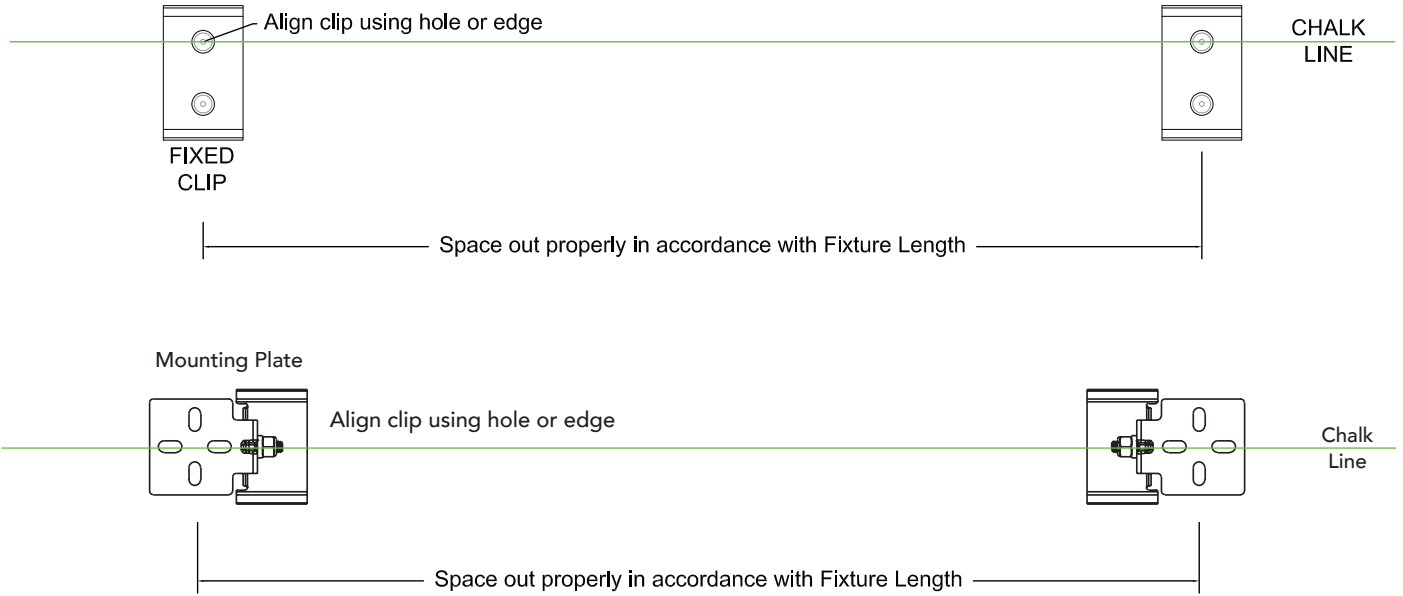 Align clip using hole or edge
CHALK
LINE
FIXED
CLIP
Space out properly in accordance with Fixture Length
Mounting Plate
Align clip using hole or edge
Chalk
Line
Space out properly in accordance with Fixture Length